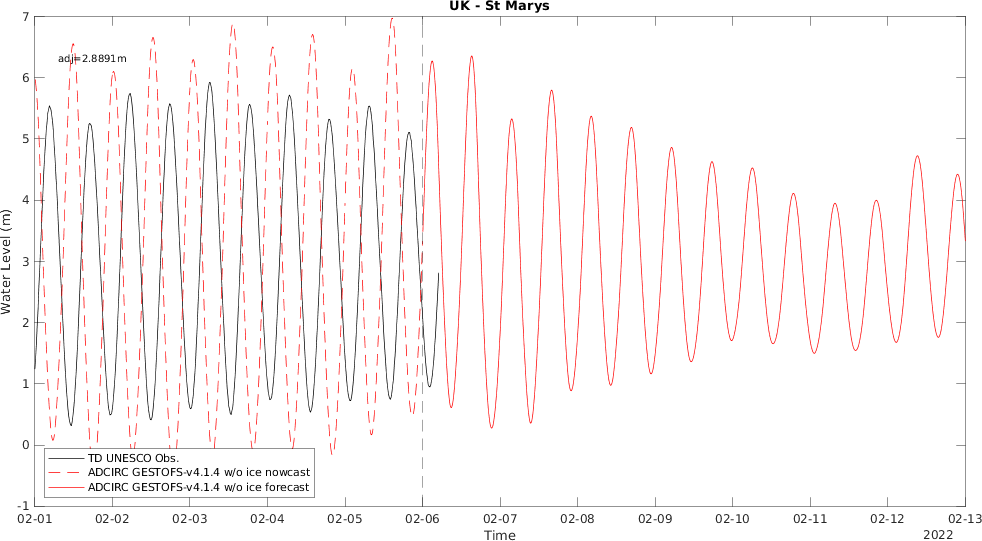 UK - St Marys
adj=2.8891m
7
6
5
4
3
2
1
0
-1
Water Level (m)
TD UNESCO Obs.
ADCIRC GESTOFS-v4.1.4 w/o ice nowcast
ADCIRC GESTOFS-v4.1.4 w/o ice forecast
02-01 02-02 02-03 02-04 02-05 02-06 02-07 02-08 02-09 02-10 02-11 02-12 02-13
Time
2022